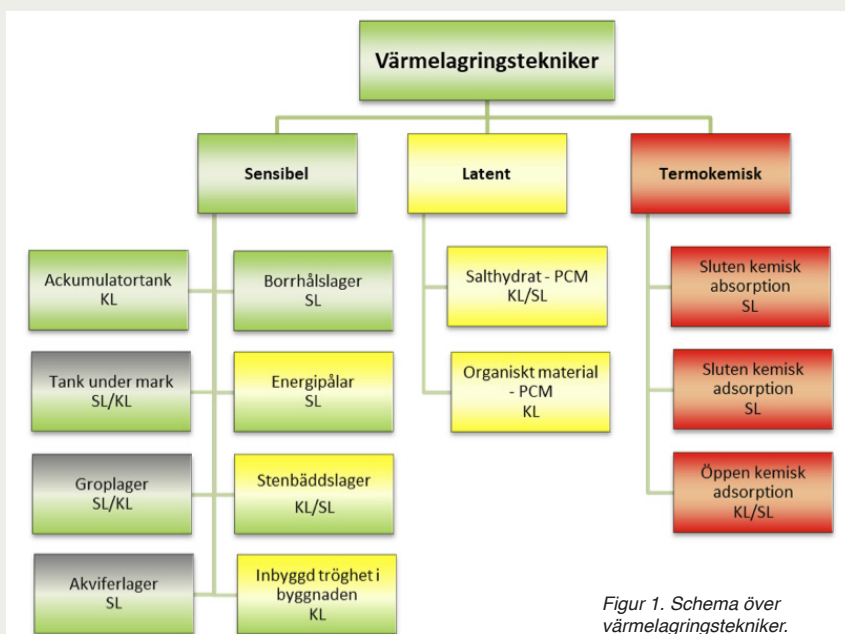 Värmelagringstekniker
Sensibel
Latent
Termokemisk
Ackumulatortank
KL
Borrhålslager
SL
Tank under mark
SL/KL
Energipålar
SL
Groplager
SL/KL
Stenbäddslager
KL/SL
Akviferlager
SL
Inbyggd tröghet i
byggnaden
KL
Salthydrat - PCM
KL/SL
Organiskt material
- PCM
KL
Sluten kemisk
absorption
SL
Sluten kemisk
adsorption
SL
Öppen kemisk
adsorption
KL/SL
Figur 1. Schema över
värmelagringstekniker.